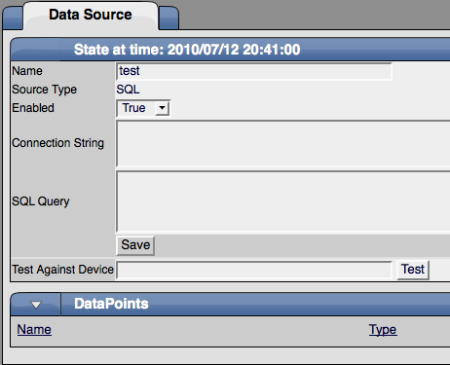 Data Source
State at time: 2010/07/12 20:41:00
Name test
Source Type SQL
Enabled True
Connection String
SQL Query
Save
Test Against Device Test
DataPoints
Name Type